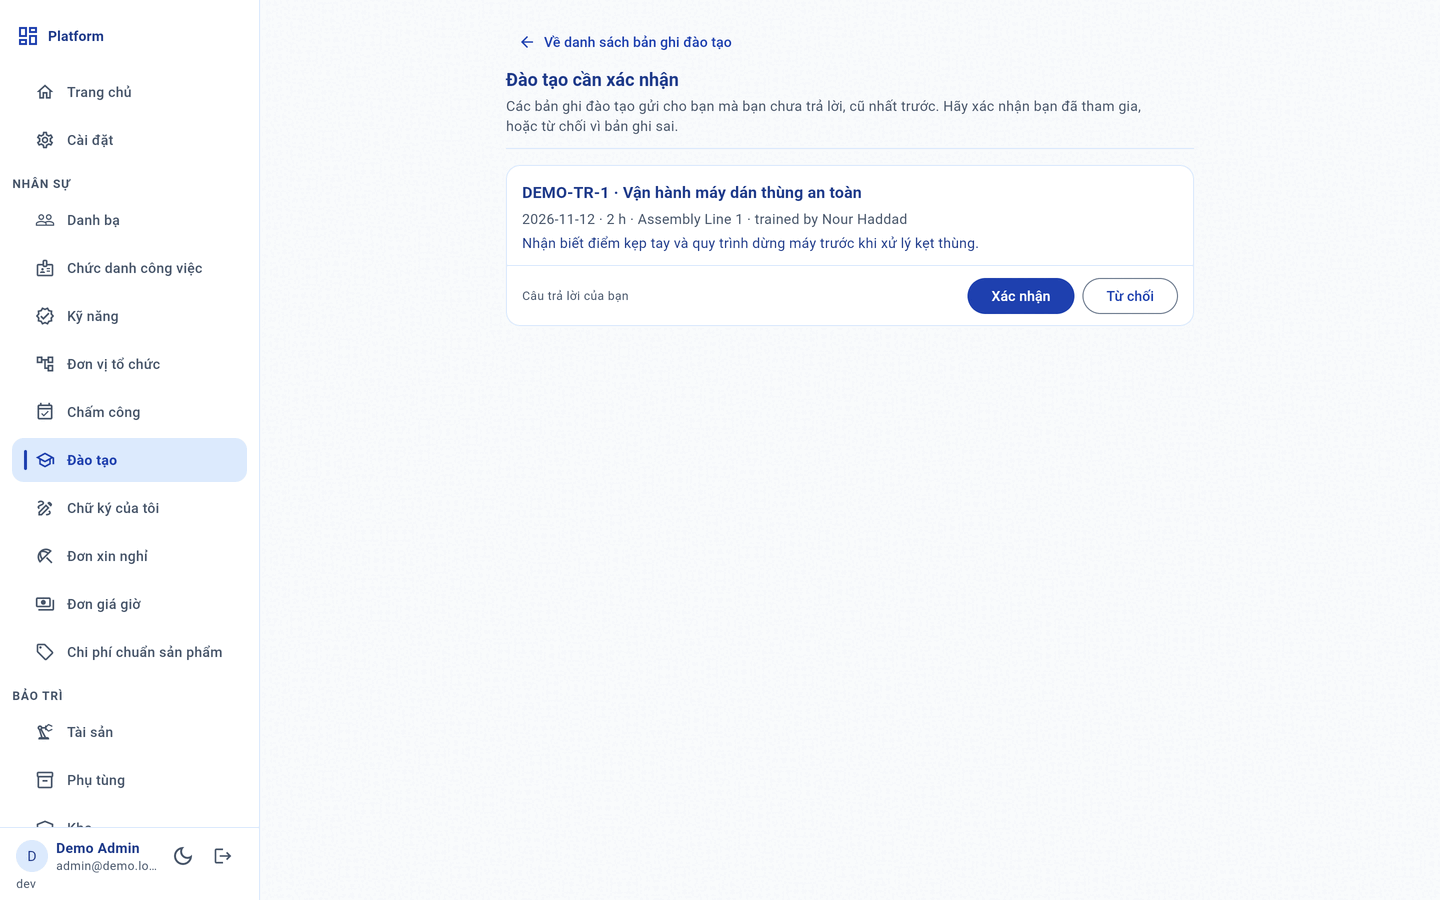 Platform
Trang chủ
Cài đặt
NHÂN SỰ
Danh bạ
Chức danh công việc
Kỹ năng
Đơn vị tổ chức
Chấm công
Đào tạo
Chữ ký của tôi
Đơn xin nghỉ
Đơn giá giờ
Chi phí chuẩn sản phẩm
BẢO TRÌ
Tài sản
Phụ tùng
Kho
D
Demo Admin
admin@demo.lo...
dev
Về danh sách bản ghi đào tạo
Đào tạo cần xác nhận
Các bản ghi đào tạo gửi cho bạn mà bạn chưa trả lời, cũ nhất trước. Hãy xác nhận bạn đã tham gia,
hoặc từ chối vì bản ghi sai.
DEMO-TR-1 · Vận hành máy dán thùng an toàn
2026-11-12 · 2 h · Assembly Line 1 · trained by Nour Haddad
Nhận biết điểm kẹp tay và quy trình dừng máy trước khi xử lý kẹt thùng.
Câu trả lời của bạn
Xác nhận
Từ chối